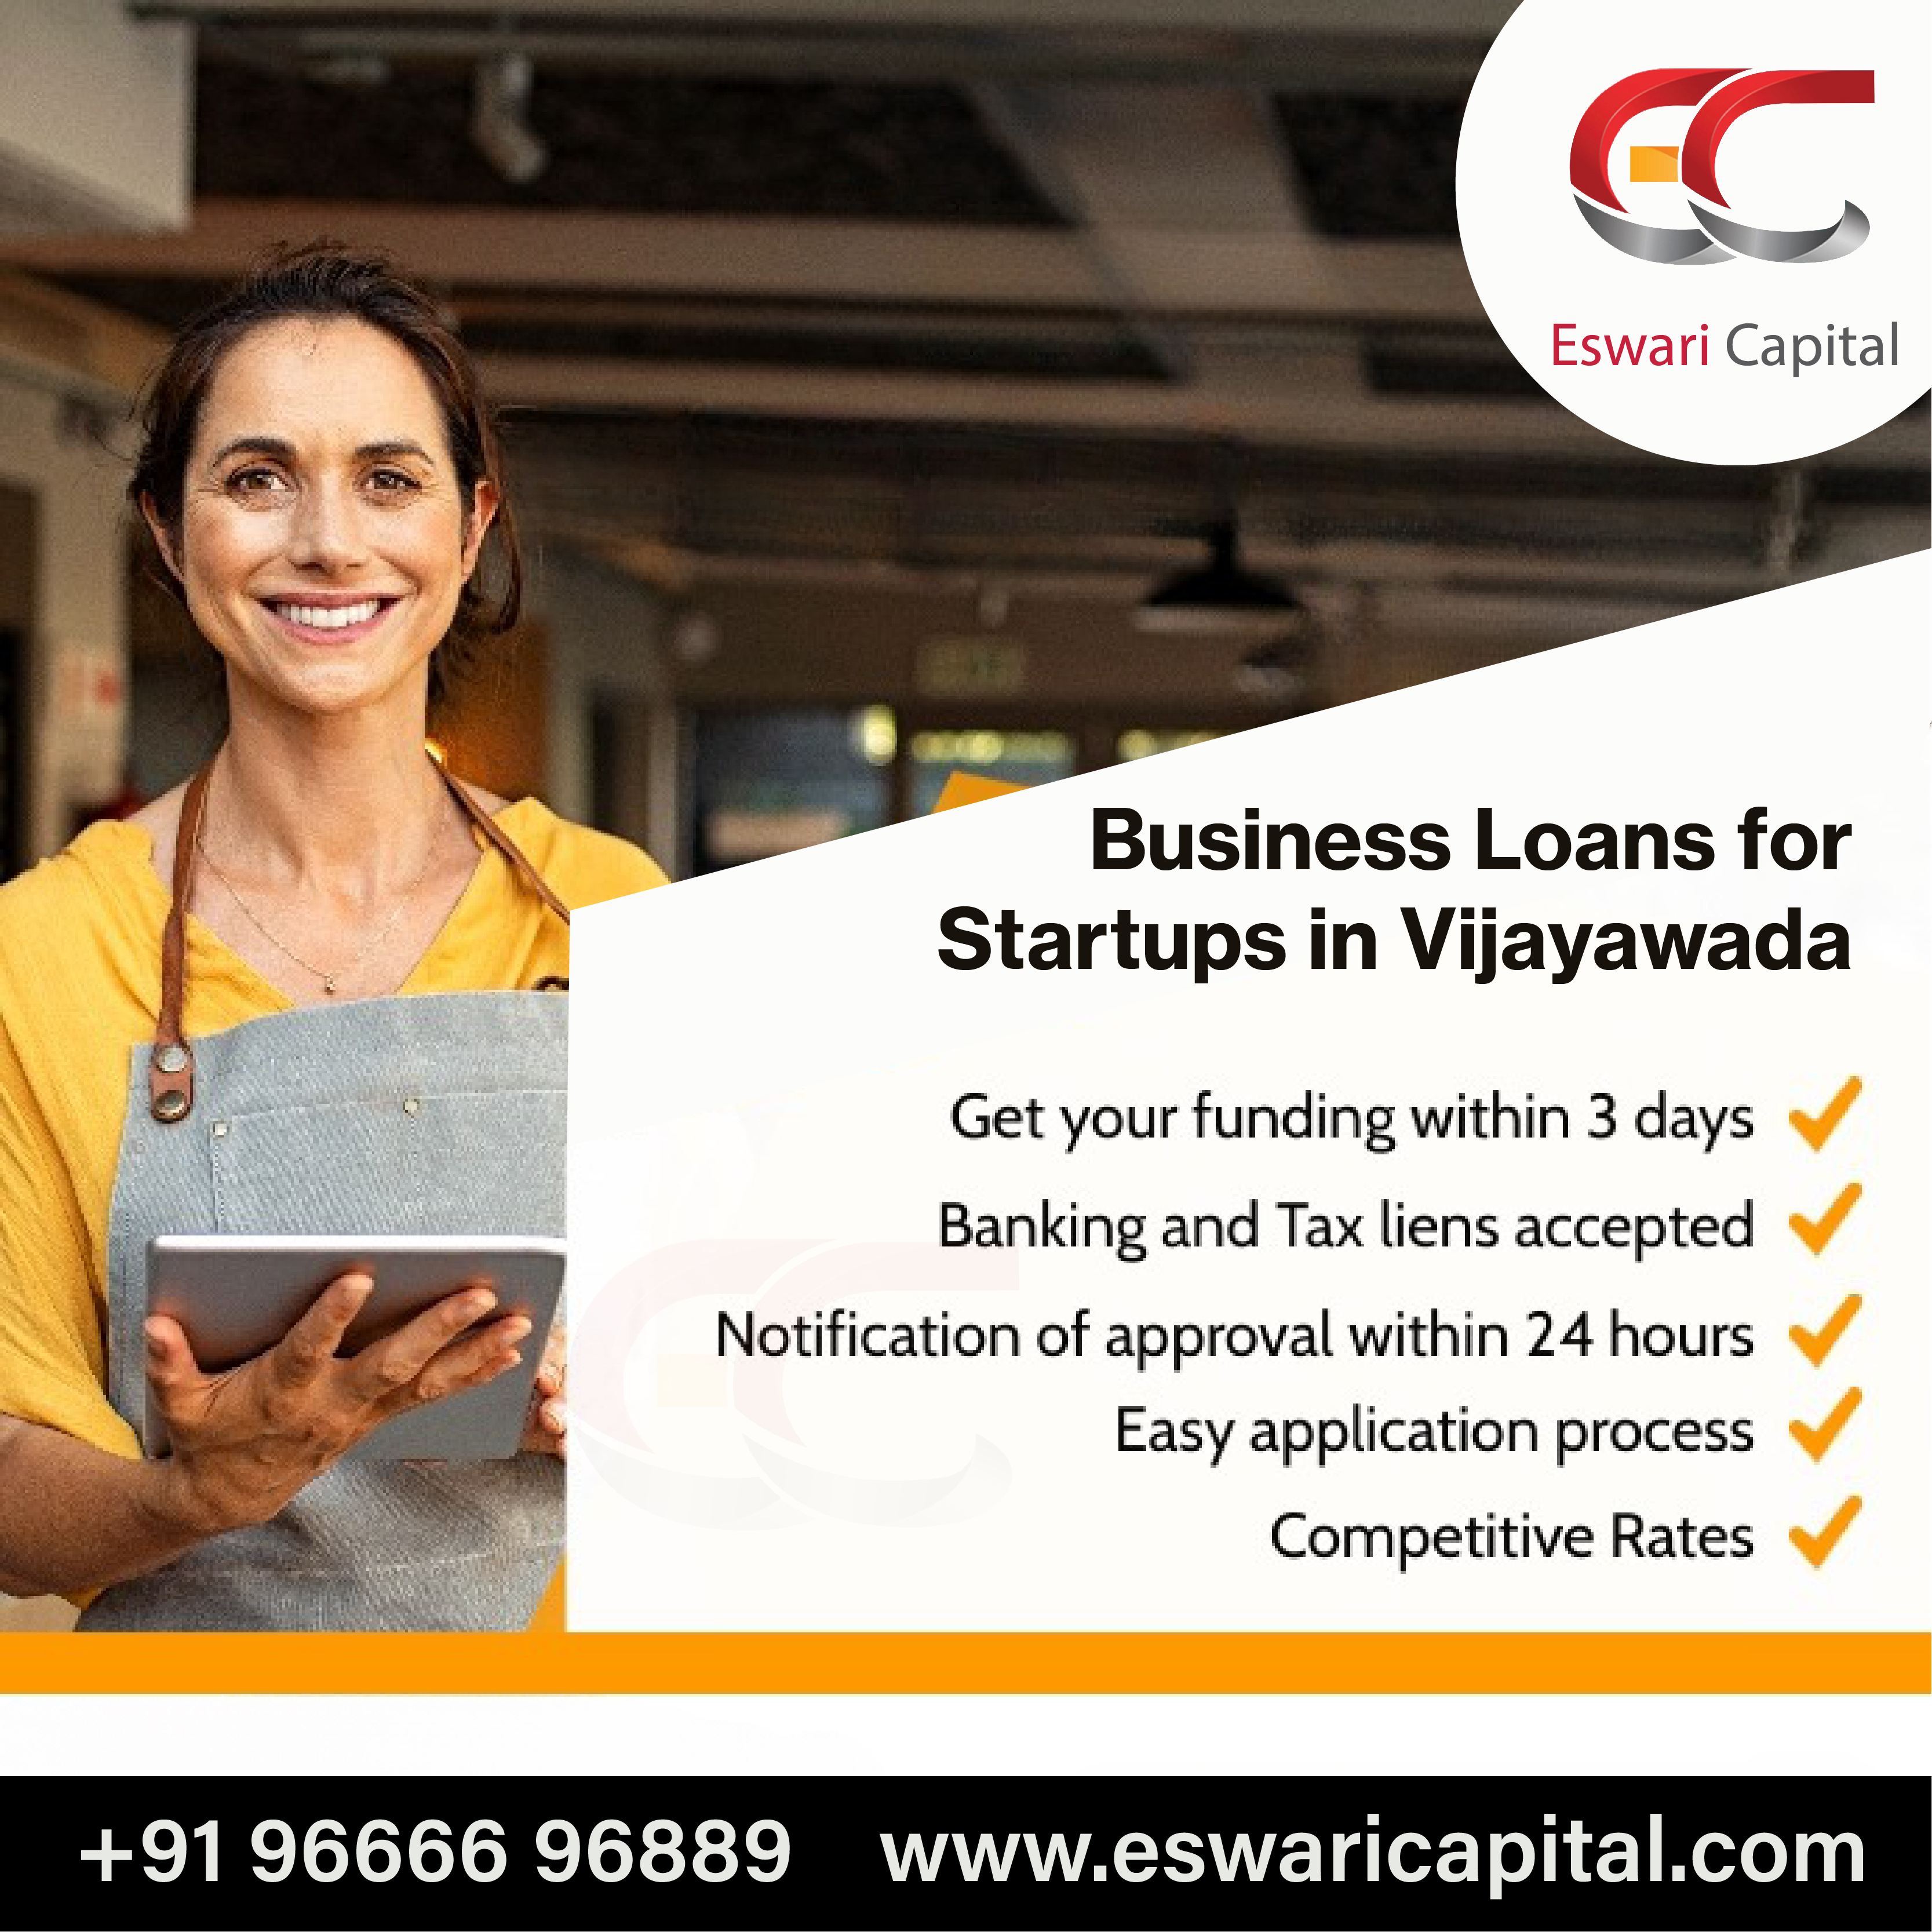 Eswari Capital
Business Loans for
Startups in Vijayawada
Get your funding within 3 days
Banking and Tax liens accepted
Notification of approval within 24 hours
Easy application process
Competitive Rates
+91 96666 96889 www.eswaricapital.com